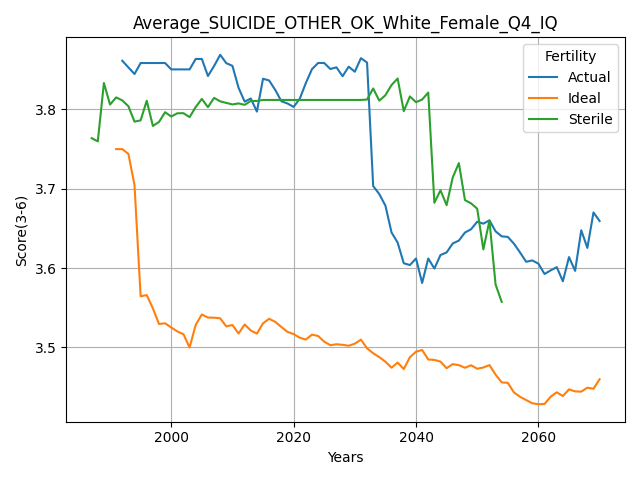 Average_SUICIDE_OTHER_OK_White_Female_Q4_IQ
Fertility
Actual
Ideal
Sterile
Score(3-6)
3.8
3.7
3.6
3.5
2000
2020
2040
2060
Years